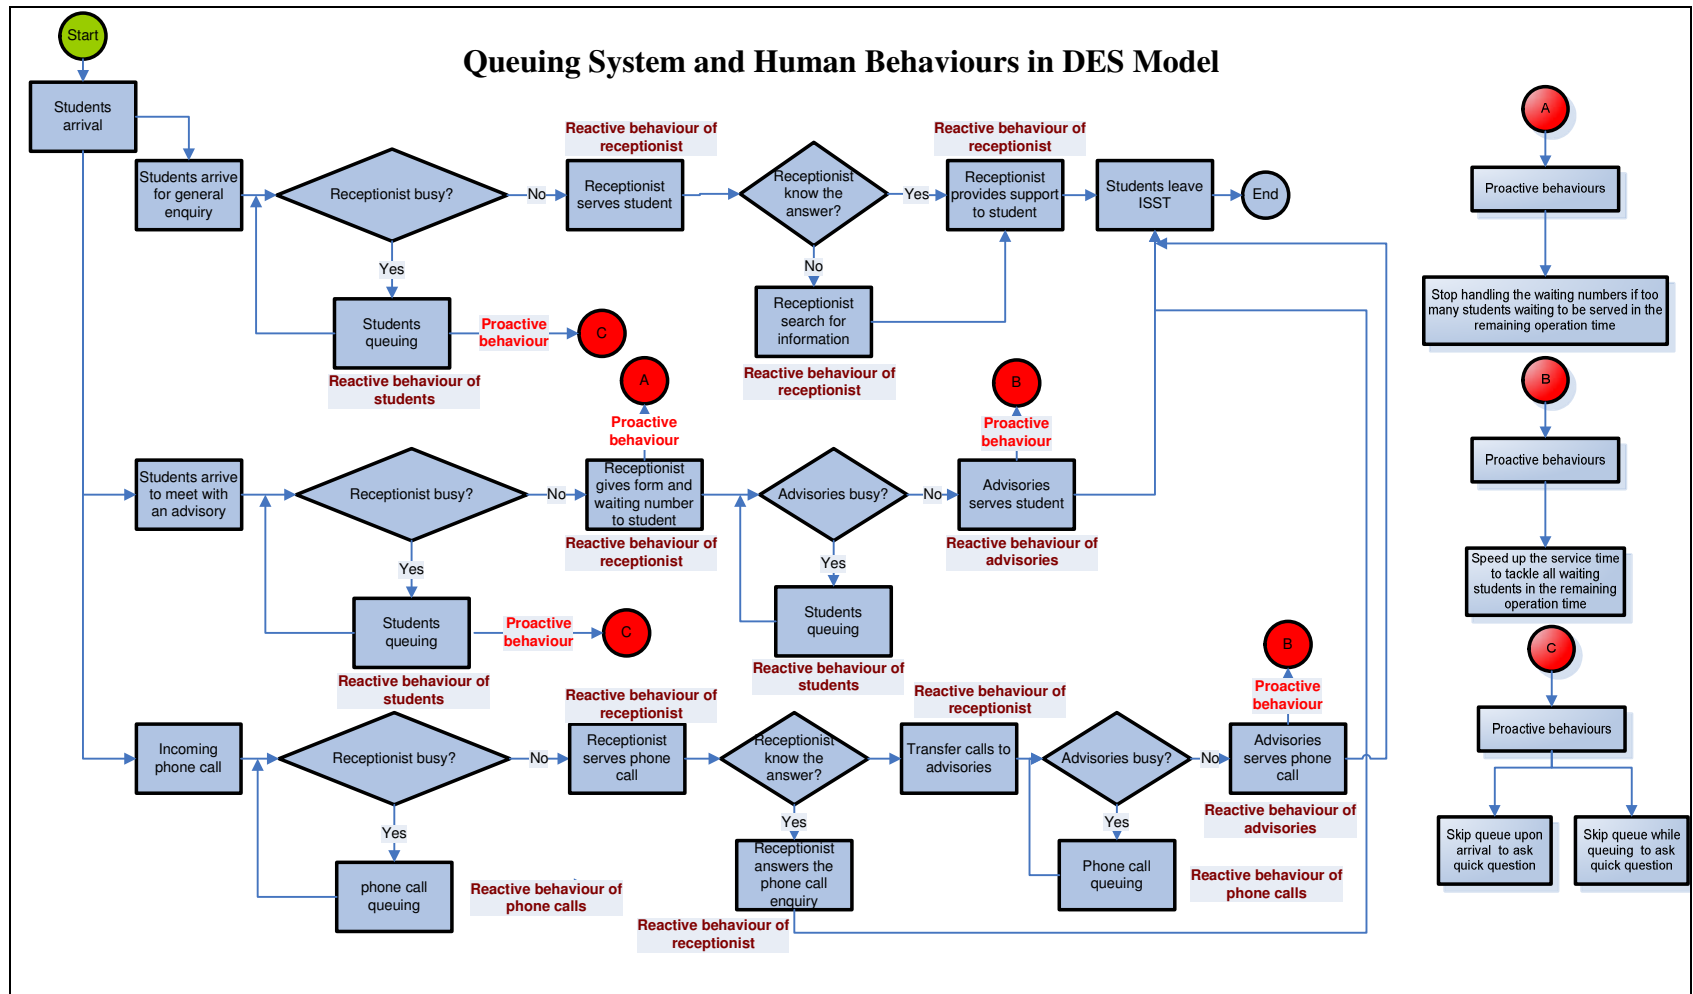 Start
Queuing System and Human Behaviours in DES Model
Students
arrival
Students arrive
for general
enquiry
Receptionist busy?
No
Yes
Reactive behaviour of
receptionist
Receptionist
serves student
Receptionist
know the
answer?
Yes
No
Reactive behaviour of
receptionist
Receptionist
provides support
to student
Students leave
ISST
End
Students
queuing
Proactive
behaviour
C
Reactive behaviour of
students
Receptionist
search for
information
Reactive behaviour of
receptionist
Students arrive
to meet with
an advisory
Receptionist busy?
No
Yes
A
Proactive
behaviour
Receptionist
gives form and
waiting number
to student
Reactive behaviour of
receptionist
Advisories busy?
No
Yes
B
Proactive
behaviour
Advisories
serves student
Reactive behaviour of
advisories
Students
queuing
Proactive
behaviour
C
Reactive behaviour of
students
Students
queuing
Reactive behaviour of
students
Incoming
phone call
Receptionist busy?
No
Yes
Reactive behaviour of
receptionist
Receptionist
serves phone
call
Receptionist
know the
answer?
Yes
Reactive behaviour of
receptionist
Transfer calls to
advisories
Advisories busy?
No
Yes
B
Proactive
behaviour
Advisories
serves phone
call
Reactive behaviour of
advisories
phone call
queuing
Reactive behaviour of
phone calls
Receptionist
answers the
phone call
enquiry
Reactive behaviour of
receptionist
Phone call
queuing
Reactive behaviour of
phone calls
A
Proactive behaviours
Stop handling the waiting numbers if too
many students waiting to be served in the
remaining operation time
B
Proactive behaviours
Speed up the service time
to tackle all waiting
students in the remaining
operation time
C
Proactive behaviours
Skip queue upon
arrival to ask
quick question
Skip queue while
queuing to ask
quick question